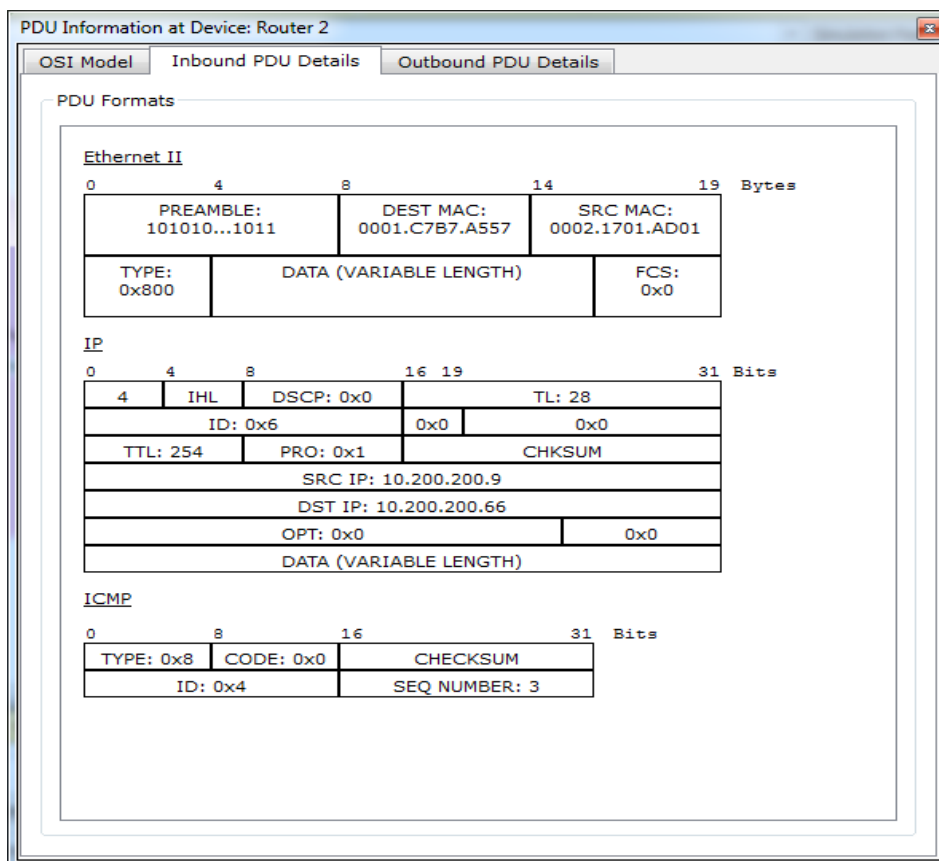 PDU Information at Device: Router 2
OSI Model Inbound PDU Details Outbound PDU Details
PDU Formats
Ethernet II
0 4 8 14 19 Bytes
PREAMBLE: DEST MAC: SRC MAC:
101010...1011 0001.C7B7.A557 0002.1701.AD01
TYPE: DATA (VARIABLE LENGTH) FCS:
0x800 0x0
IP
0 4 8 16 19 31 Bits
4 IHL DSCP: 0x0 TL: 28
ID: 0x6 0x0 0x0
TTL: 254 PRO: 0x1 CHKSUM
SRC IP: 10.200.200.9
DST IP: 10.200.200.66
OPT: 0x0 0x0
DATA (VARIABLE LENGTH)
ICMP
0 8 16 31 Bits
TYPE: 0x8 CODE: 0x0 CHECKSUM
ID: 0x4 SEQ NUMBER: 3